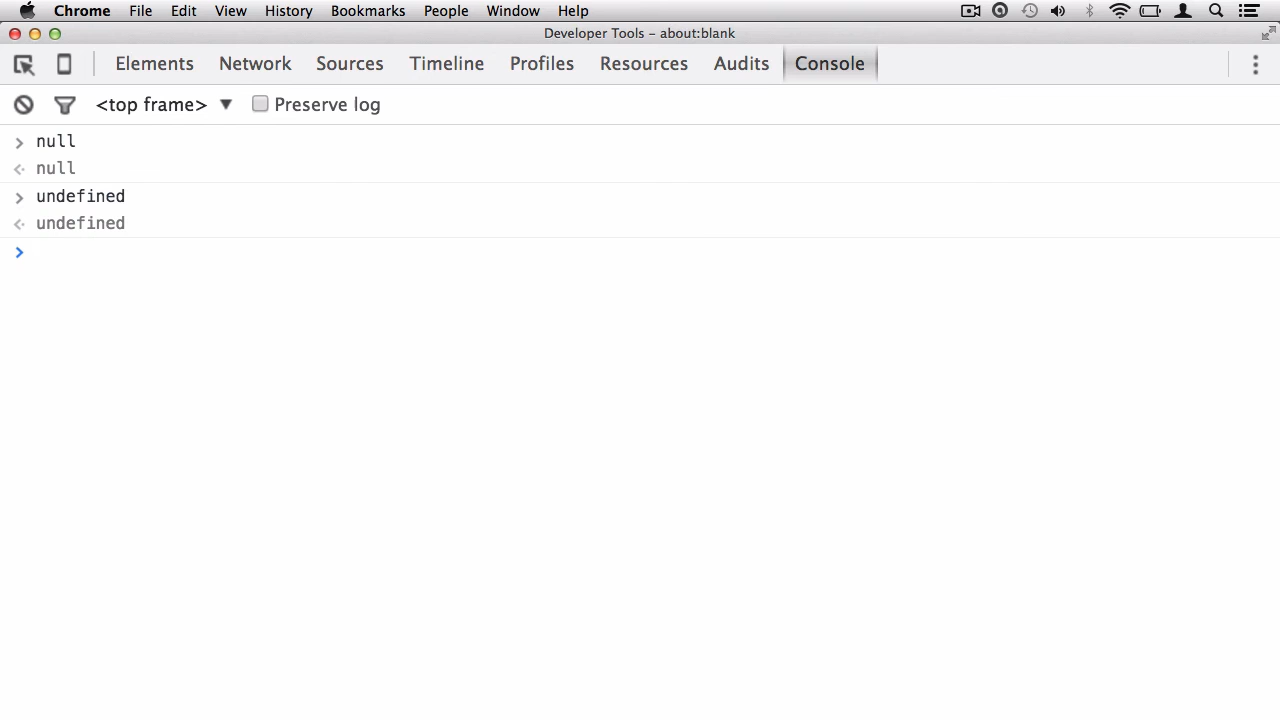 Chrome File Edit View History Bookmarks People Window Help
Developer Tools - about:blank
Elements Network Sources Timeline Profiles Resources Audits Console
<top frame> ▼ Preserve log
> null
<· null
> undefined
<· undefined
>